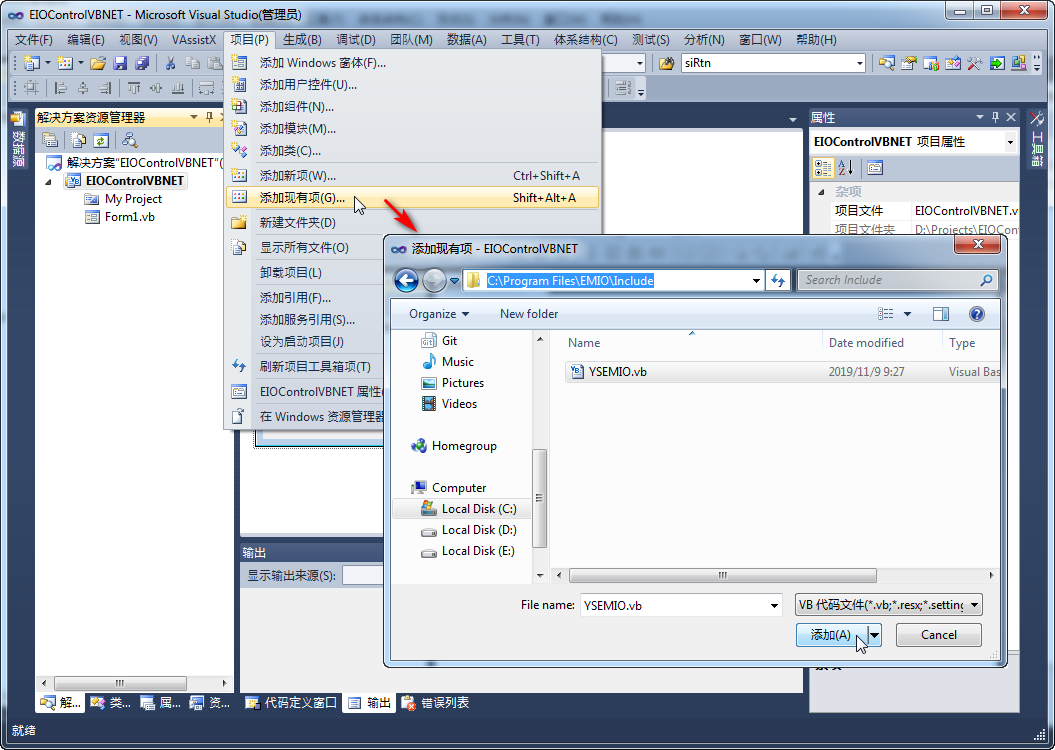 EIOControlVBNET - Microsoft Visual Studio(管理员)
文件(F) 编辑(E) 视图(V) VAssistX 项目(P) 生成(B) 调试(D) 团队(M) 数据(A) 工具(T) 体系结构(C) 测试(S) 分析(N) 窗口(W) 帮助(H)
siRtn
添加 Windows 窗体(F)...
添加用户控件(U)...
添加组件(N)...
添加模块(M)...
添加类(C)...
添加新项(W)... Ctrl+Shift+A
添加现有项(G)... Shift+Alt+A
新建文件夹(D)
显示所有文件(O)
卸载项目(L)
添加引用(F)...
添加服务引用(S)...
设为启动项目(J)
刷新项目工具箱项(T)
EIOControlVBNET 属性
在 Windows 资源管理器
数据源
解决方案资源管理器
解决方案"EIOControlVBNET"(
EIOControlVBNET
My Project
Form1.vb
属性
EIOControlVBNET 项目属性
杂项
项目文件 EIOControlVBNET.v
项目文件夹 D:\Projects\EIOCont
工具箱
添加现有项 - EIOControlVBNET
C:\Program Files\EMIO\Include
Search Include
Organize New folder
Git
Music
Pictures
Videos
Homegroup
Computer
Local Disk (C:)
Local Disk (D:)
Local Disk (E:)
Name Date modified Type
YSEMIO.vb 2019/11/9 9:27 Visual Bas
File name: YSEMIO.vb VB 代码文件(*.vb;*.resx;*.setting
添加(A) Cancel
输出
显示输出来源(S):
解... 类... 属... 资... 代码定义窗口 输出 错误列表
就绪